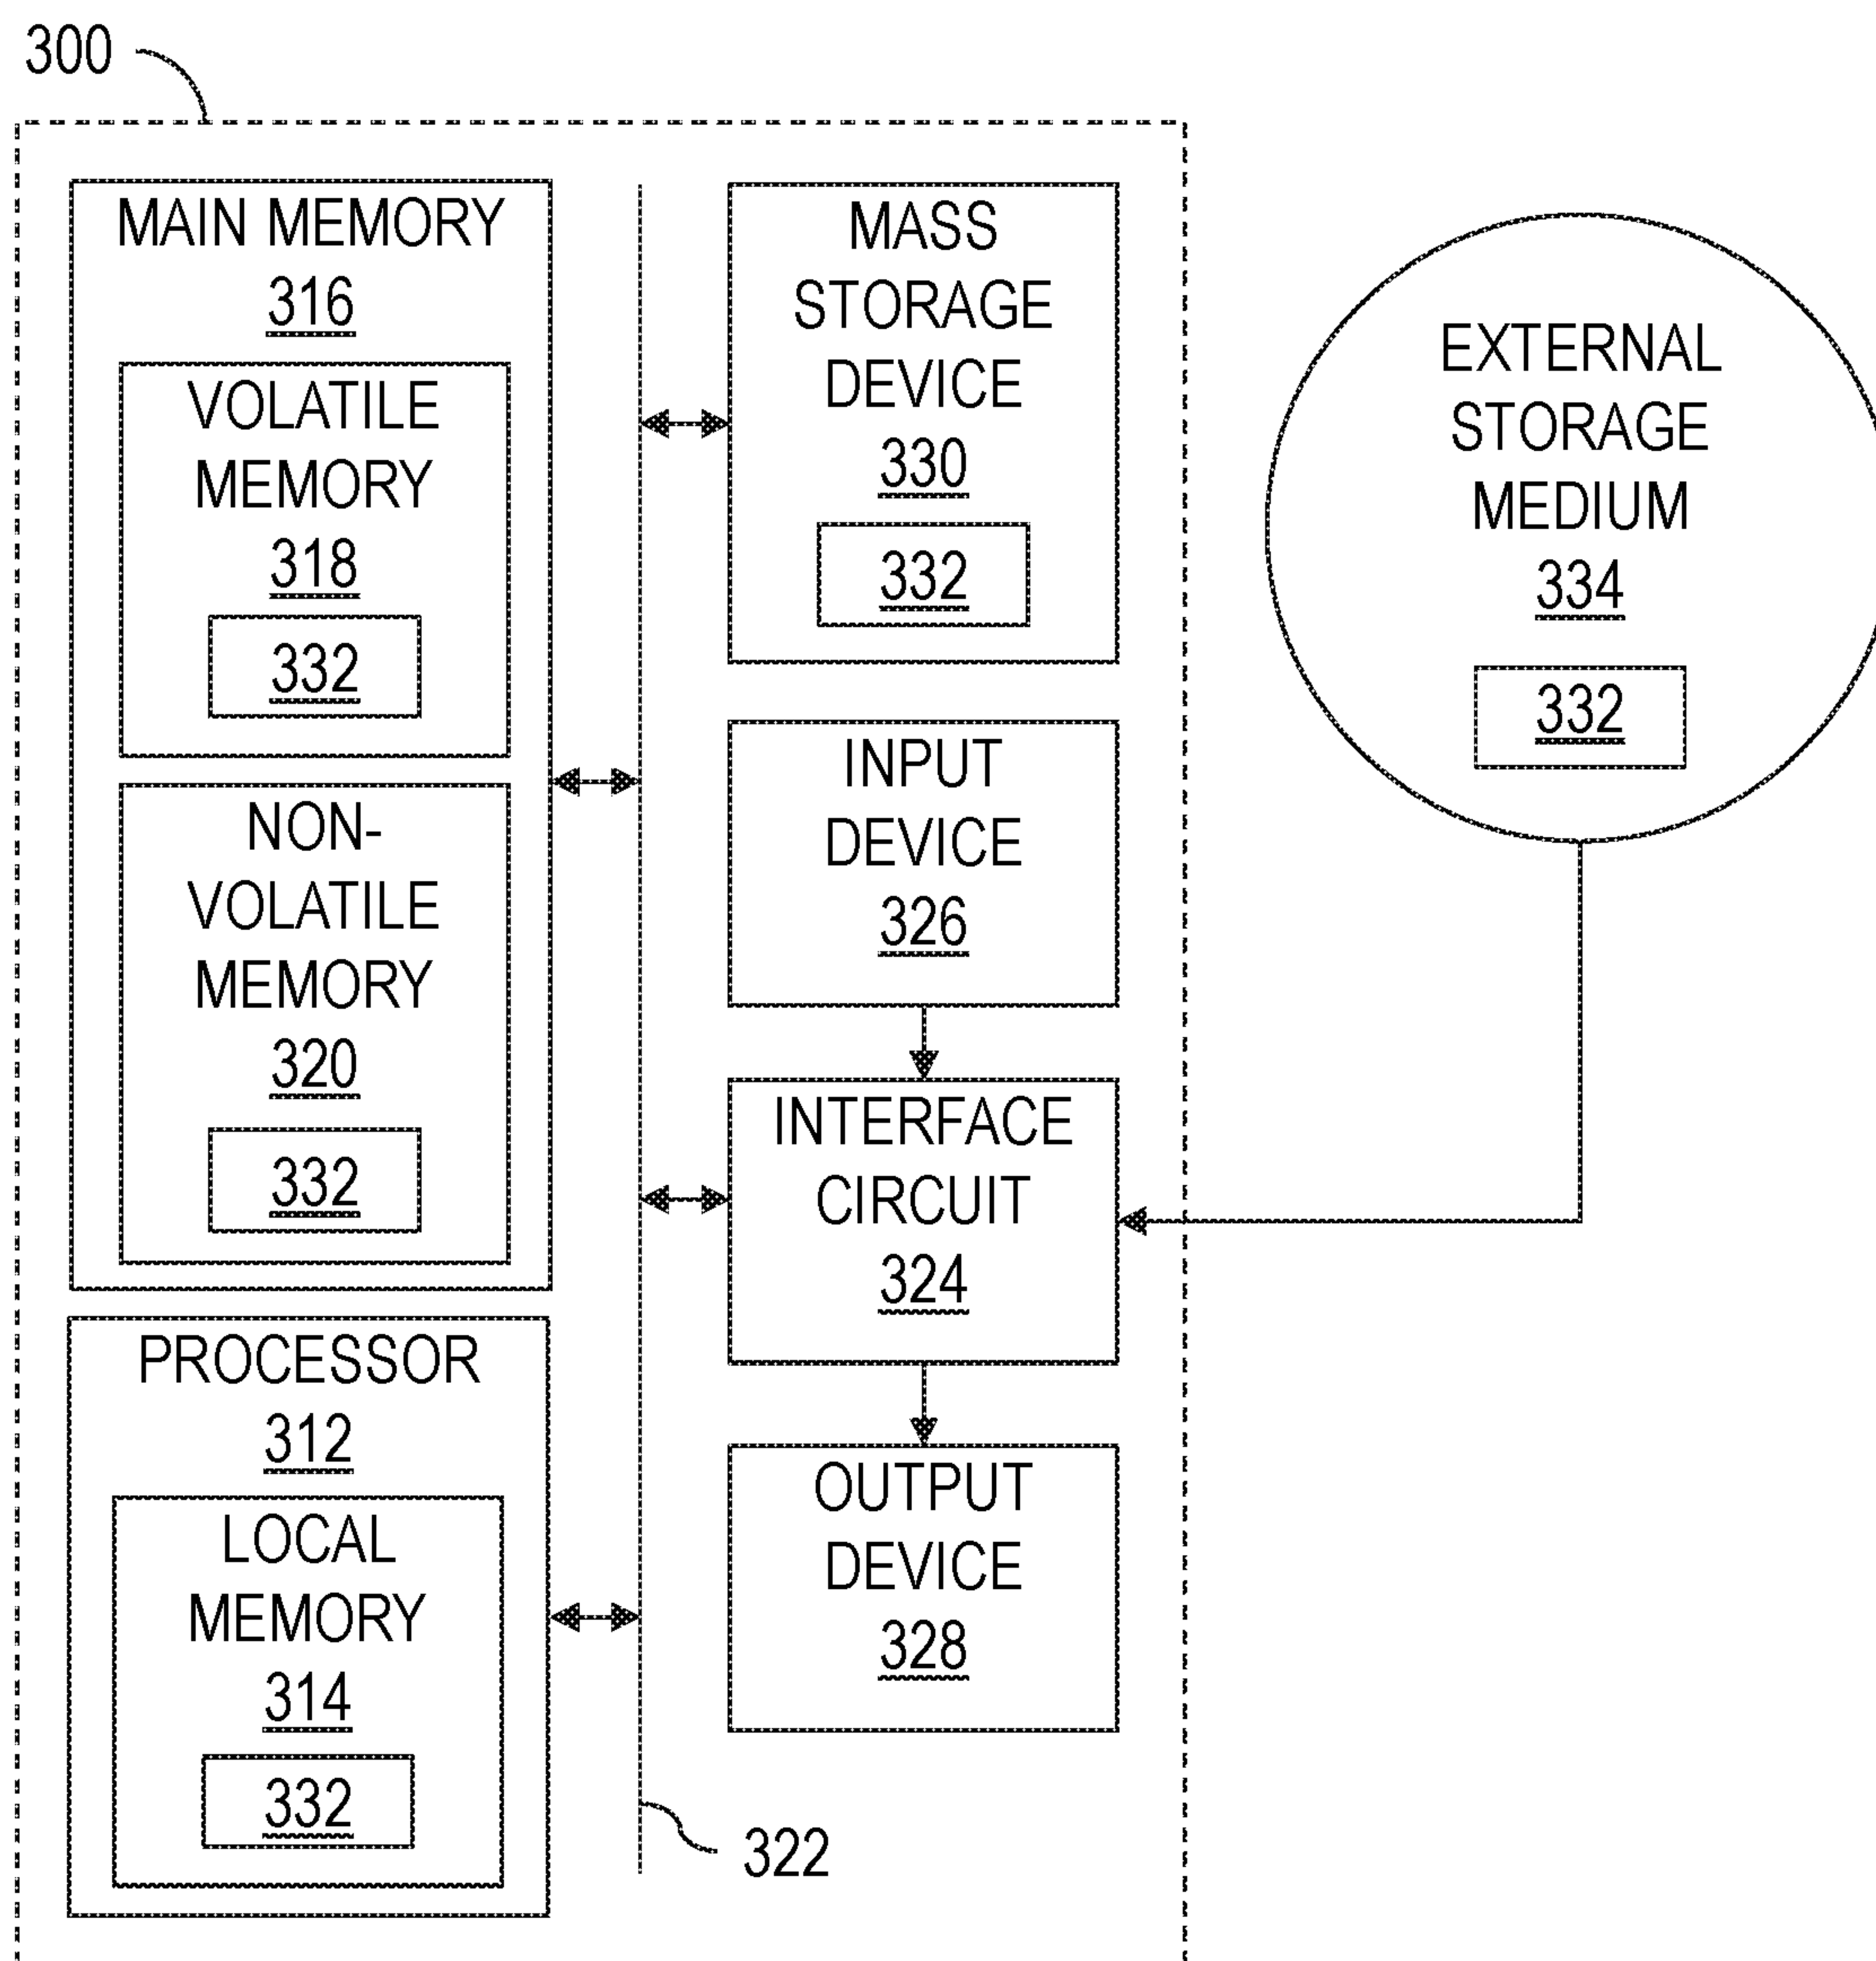 300
MAIN MEMORY
316
VOLATILE
MEMORY
318
332
NON-
VOLATILE
MEMORY
320
332
PROCESSOR
312
LOCAL
MEMORY
314
332
MASS
STORAGE
DEVICE
330
332
INPUT
DEVICE
326
INTERFACE
CIRCUIT
324
OUTPUT
DEVICE
328
322
EXTERNAL
STORAGE
MEDIUM
334
332